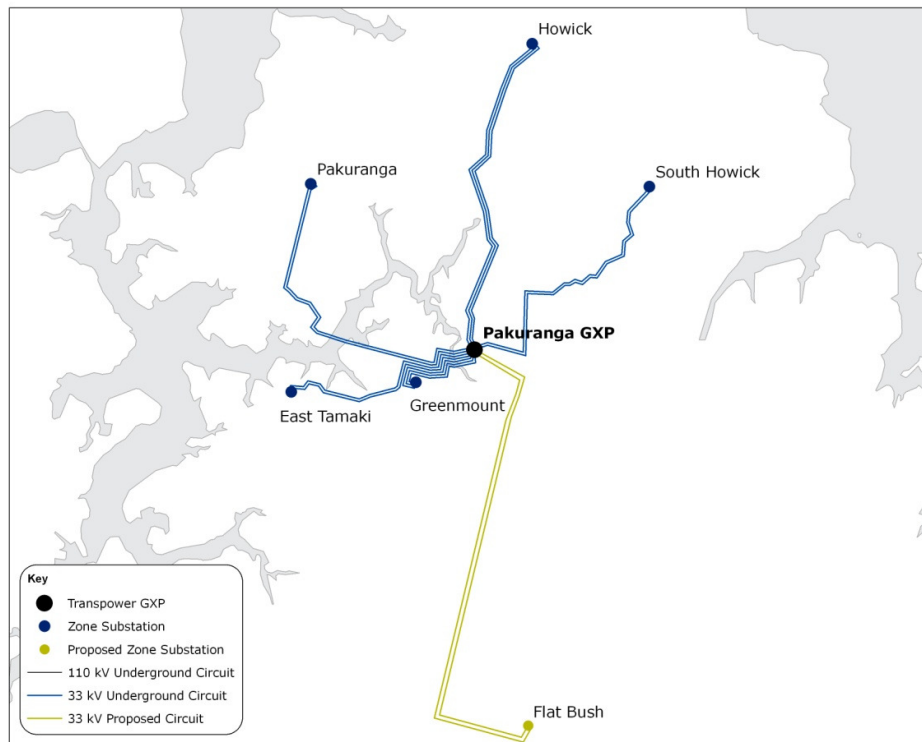 Howick
Pakuranga
South Howick
Pakuranga GXP
Greenmount
East Tamaki
Flat Bush
Key
Transpower GXP
Zone Substation
Proposed Zone Substation
110 kV Underground Circuit
33 kV Underground Circuit
33 kV Proposed Circuit